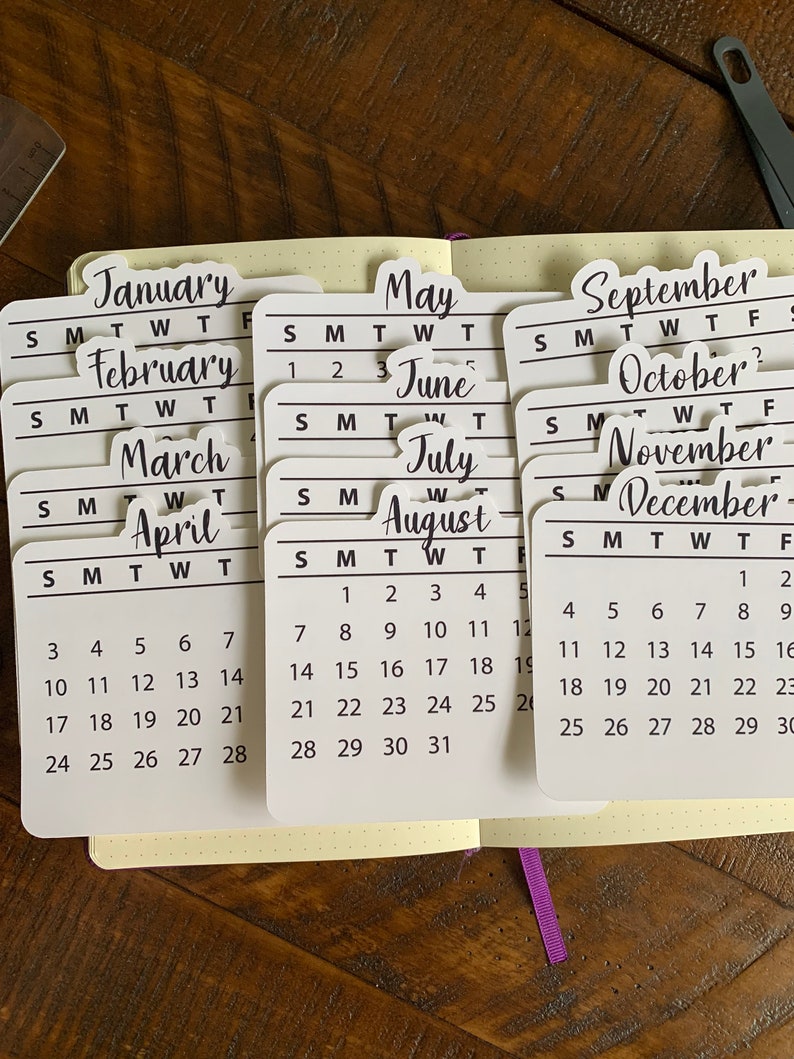 January
S M T W T F
February
S M T W T
March
S M T W T
April
S M T W T
3 4 5 6 7
10 11 12 13 14
17 18 19 20 21
24 25 26 27 28
May
S M T W T
1 2 3 5
June
S M T W T
July
S M W T
August
S M T W T F
1 2 3 4 5
7 8 9 10 11 12
14 15 16 17 18 19
21 22 23 24 25 26
28 29 30 31
September
S M T W T F S
1 2
October
S M T W T F
November
S M W F
December
S M T W T F
1 2
4 5 6 7 8 9
11 12 13 14 15 16
18 19 20 21 22 23
25 26 27 28 29 30